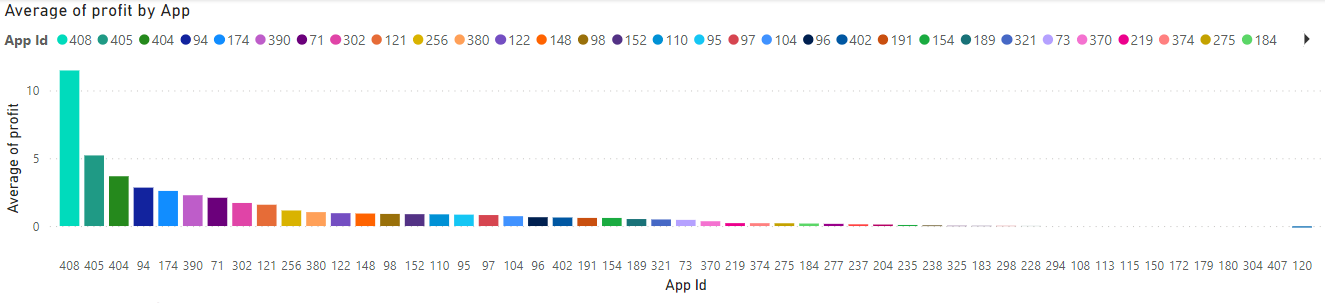 Average of profit by App
App Id 408 405 404 94 174 390 71 302 121 256 380 122 148 98 152 110 95 97 104 96 402 191 154 189 321 73 370 219 374 275 184
10
5
0
Average of profit
408 405 404 94 174 390 71 302 121 256 380 122 148 98 152 110 95 97 104 96 402 191 154 189 321 73 370 219 374 275 184 277 237 204 235 238 325 183 298 228 294 108 113 115 150 172 179 180 304 407 120
App Id